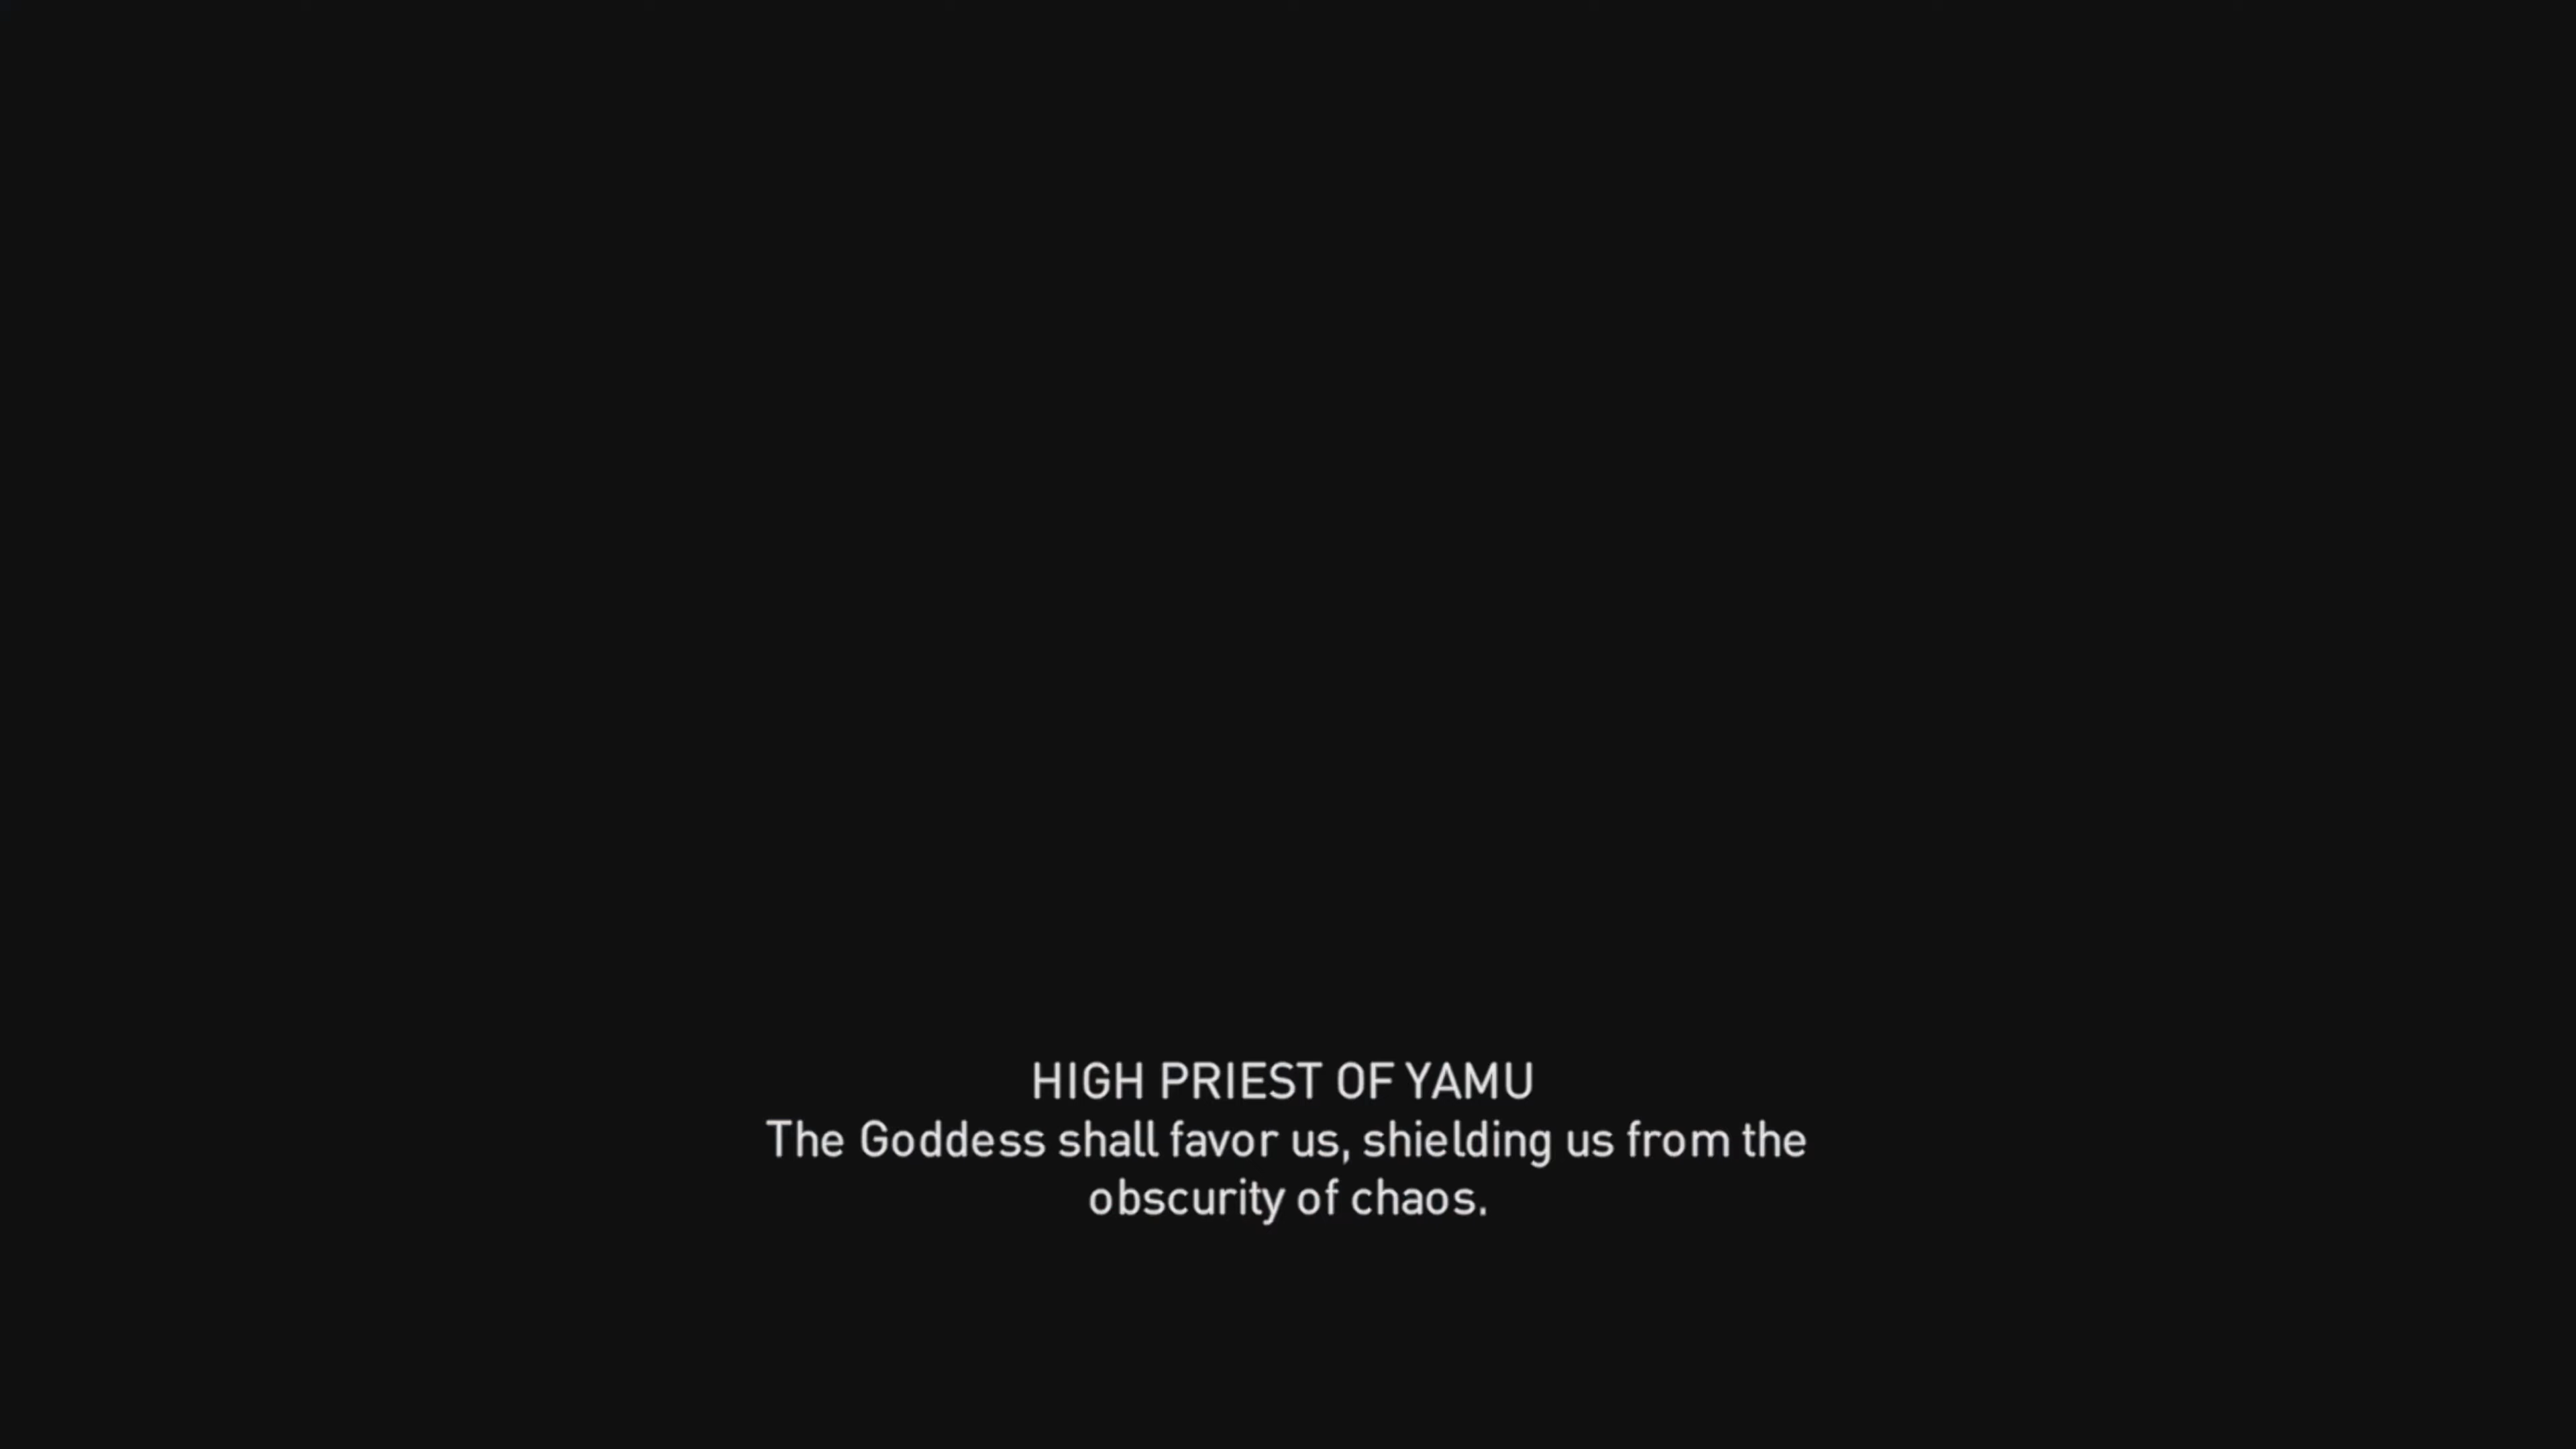 HIGH PRIEST OF YAMU
The Goddess shall favor us, shielding us from the
obscurity of chaos.